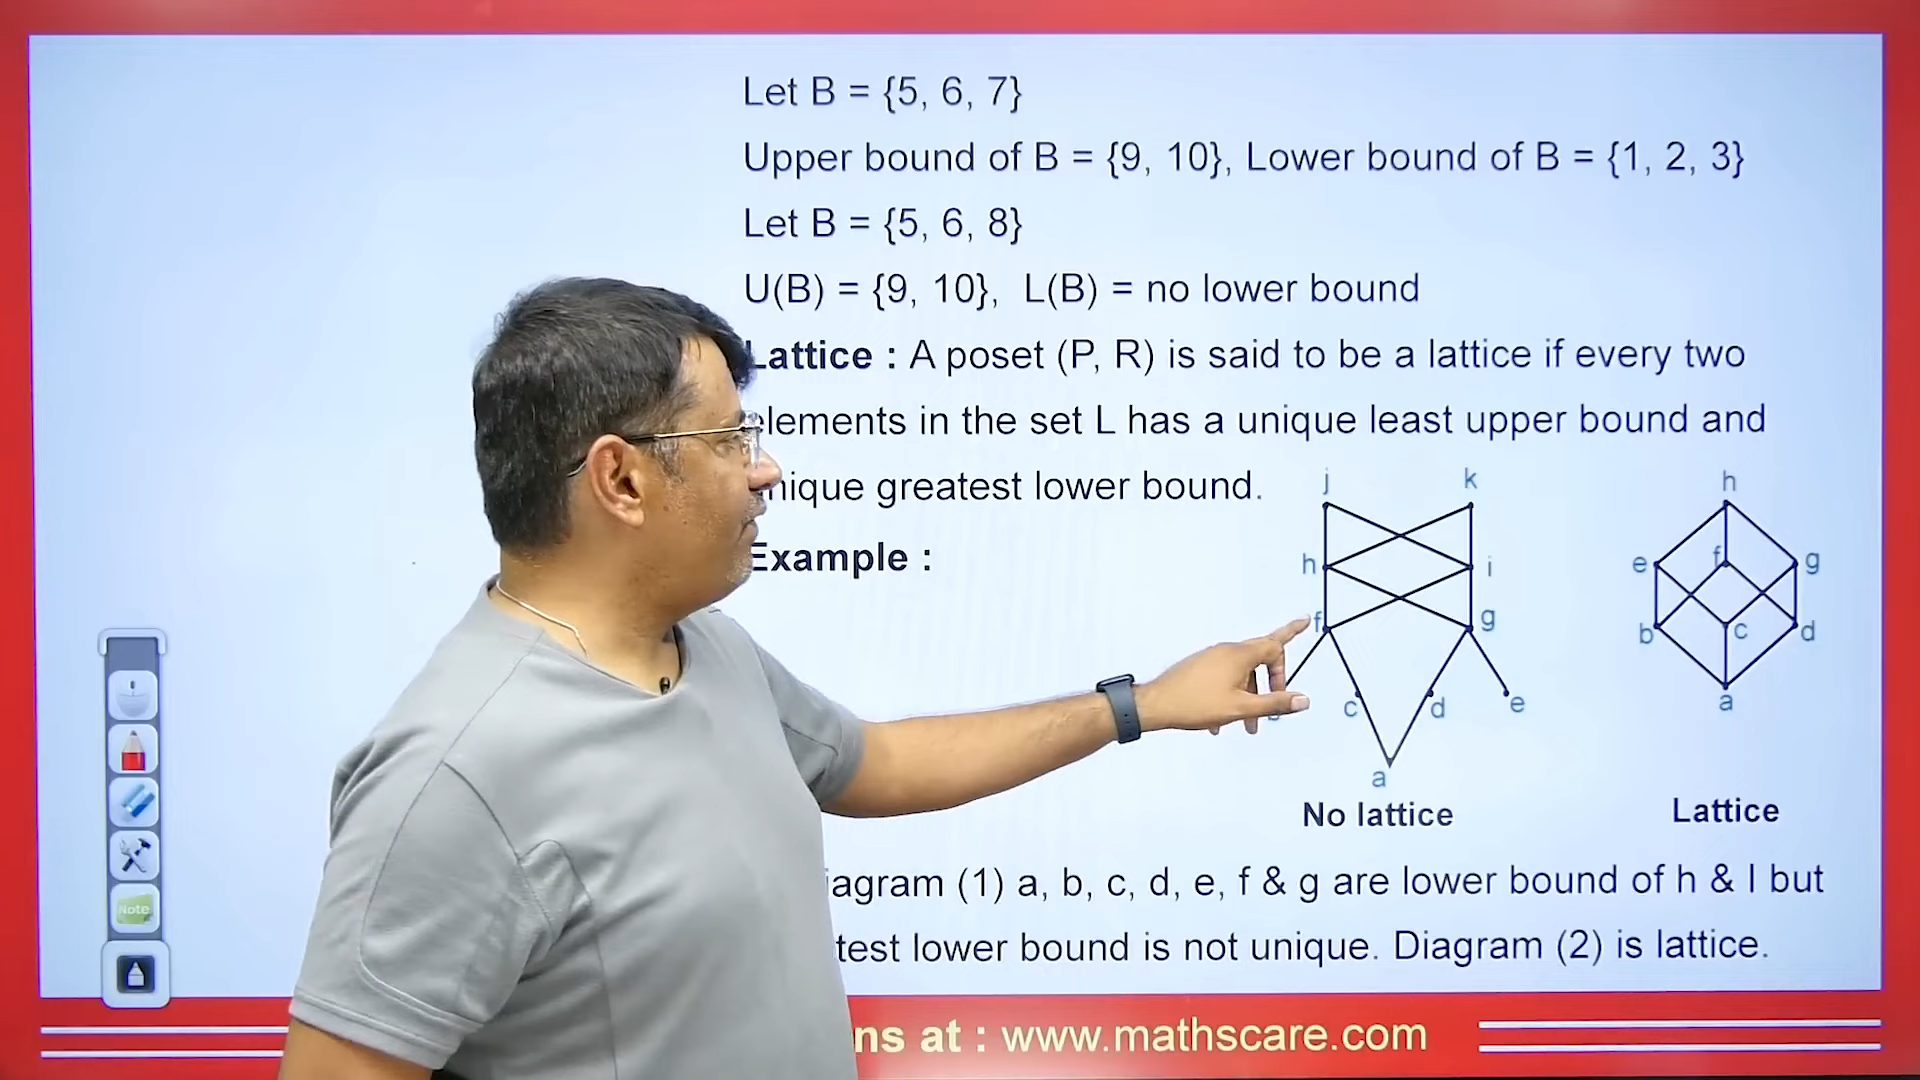 Let B = {5, 6, 7}
Upper bound of B = {9, 10}, Lower bound of B = {1, 2, 3}
Let B = {5, 6, 8}
U(B) = {9, 10}, L(B) = no lower bound
Lattice : A poset (P, R) is said to be a lattice if every two
elements in the set L has a unique least upper bound and
nique greatest lower bound.
Example :
j k
h i
f g
c d e
a
No lattice
h
e f g
b c d
a
Lattice
iagram (1) a, b, c, d, e, f & g are lower bound of h & I but
test lower bound is not unique. Diagram (2) is lattice.
Note
ns at : www.mathscare.com